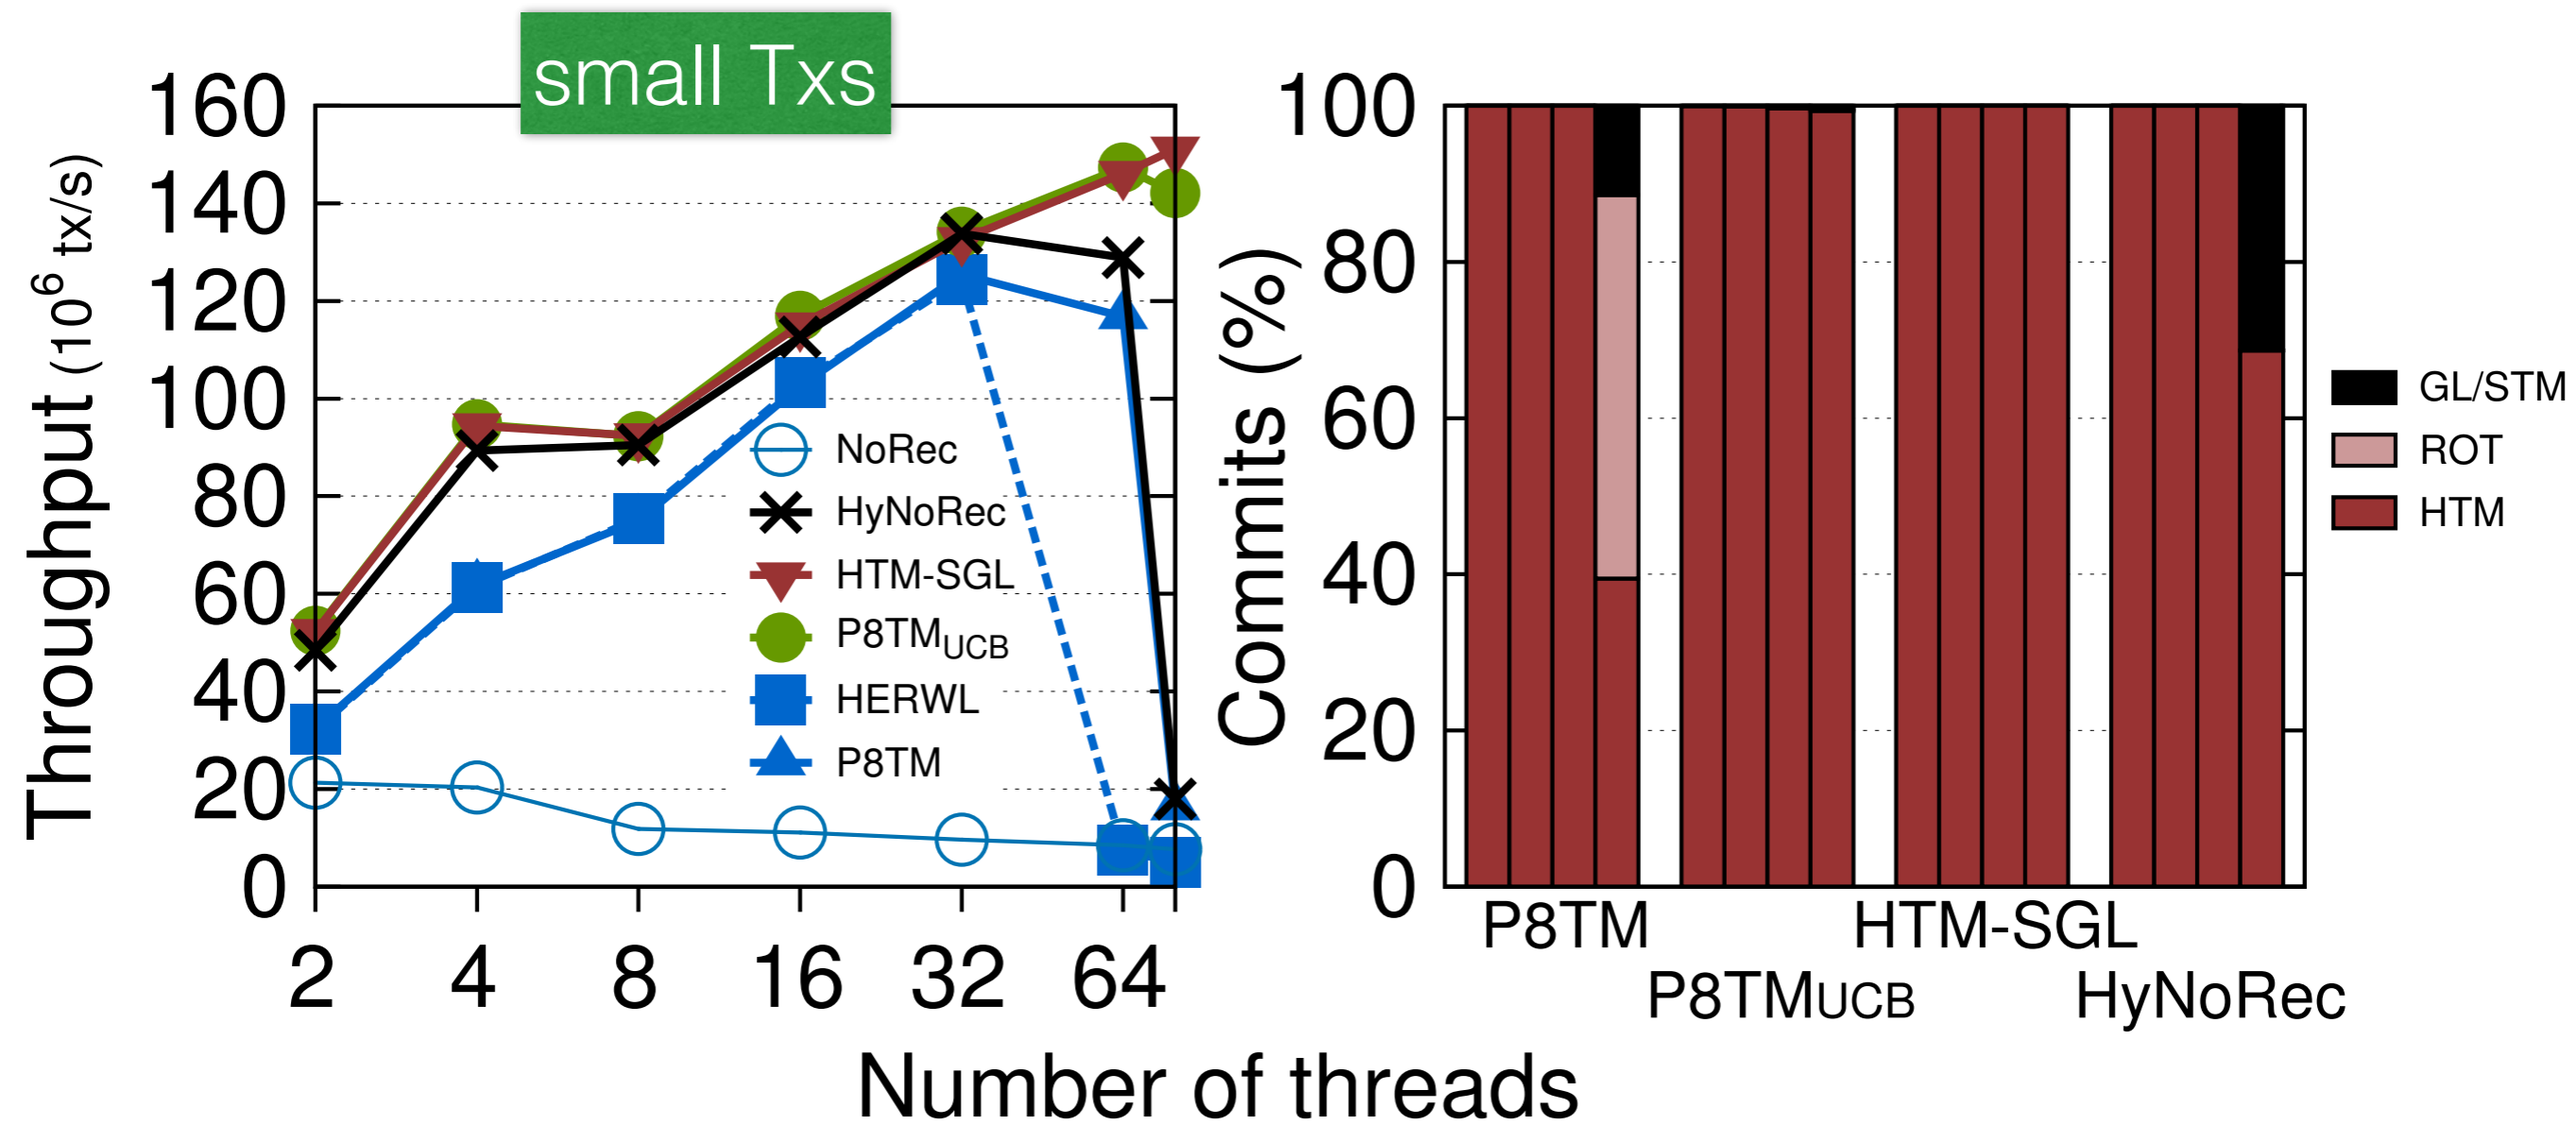 small Txs
Throughput (10^6 tx/s)
160
140
120
100
80
60
40
20
0
2 4 8 16 32 64
NoRec
HyNoRec
HTM-SGL
P8TM_UCB
HERWL
P8TM
Commits (%)
100
80
60
40
20
0
P8TM HTM-SGL
P8TMUCB HyNoRec
GL/STM
ROT
HTM
Number of threads